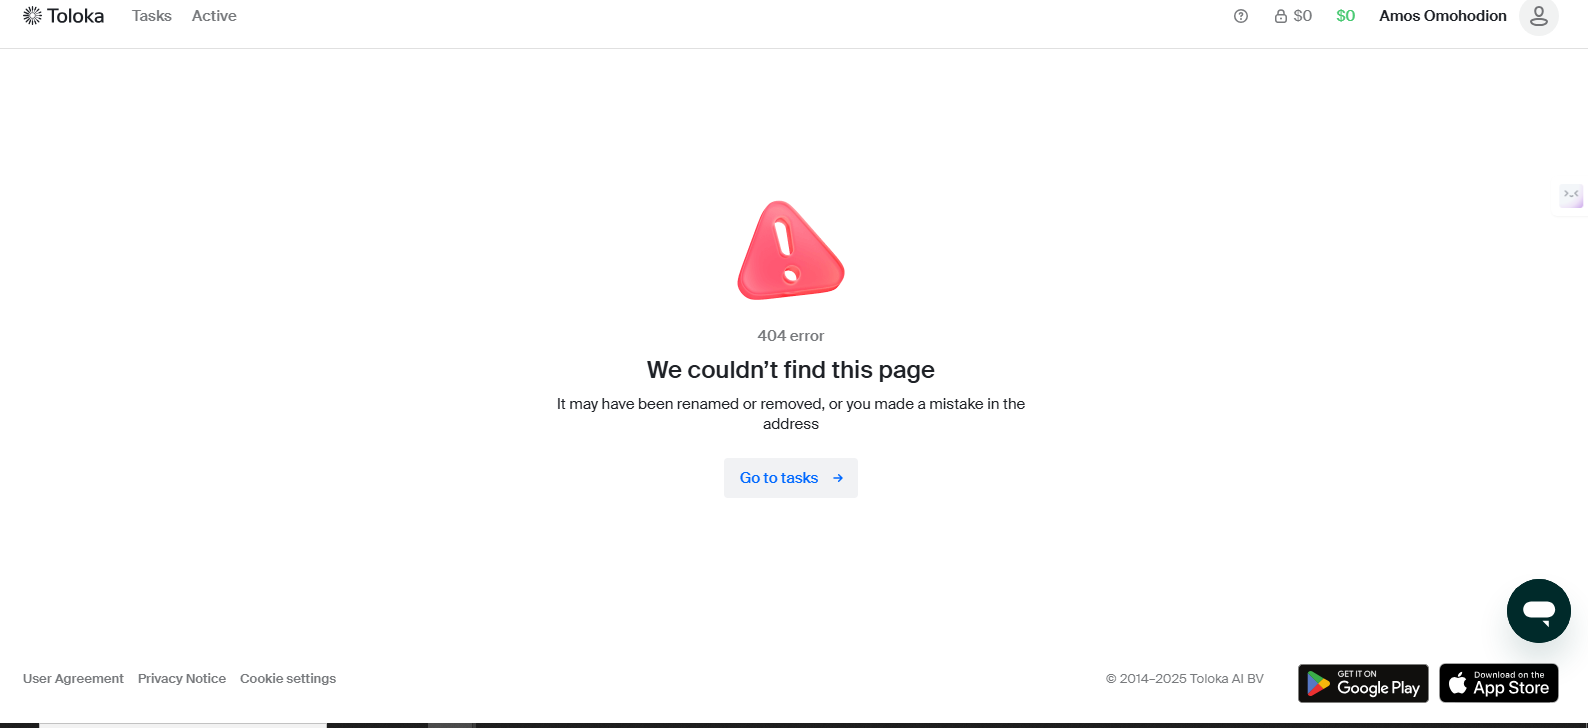 Toloka Tasks Active $0 $0 Amos Omohodion
404 error
We couldn’t find this page
It may have been renamed or removed, or you made a mistake in the
address
Go to tasks
User Agreement Privacy Notice Cookie settings © 2014–2025 Toloka AI BV
GET IT ON
Google Play
Download on the
App Store